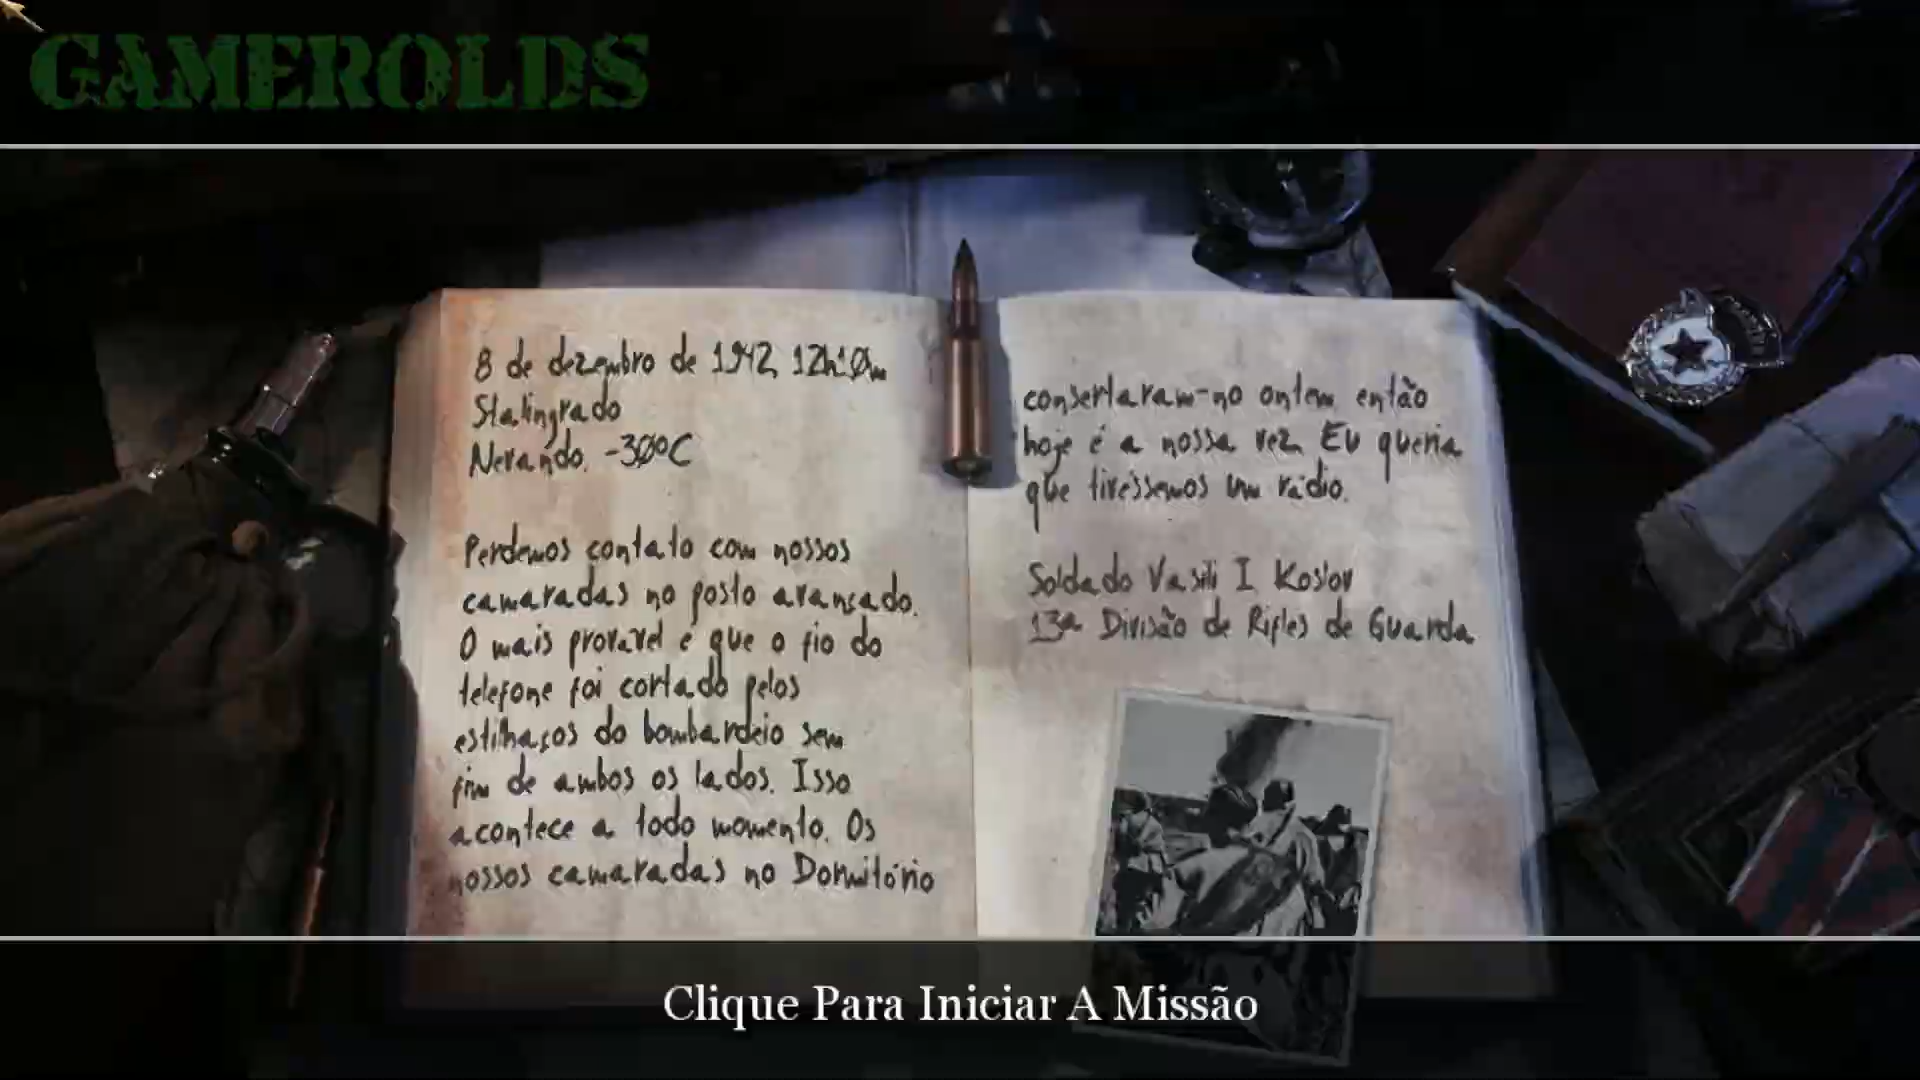 GAMEROLDS
8 de dezembro de 1942, 12h10m
Stalingrado
Nevando, -30ºC
Perdemos contato com nossos
camaradas no posto avançado.
O mais provável é que o fio do
telefone foi cortado pelos
estilhaços do bombardeio sem
fim de ambos os lados. Isso
acontece a todo momento. Os
nossos camaradas no Dormitório
consertaram-no ontem, então
hoje é a nossa vez. Eu queria
que tivéssemos um rádio.
Soldado Vasili I Koslov
13a Divisão de Rifles de Guarda
Clique Para Iniciar A Missão